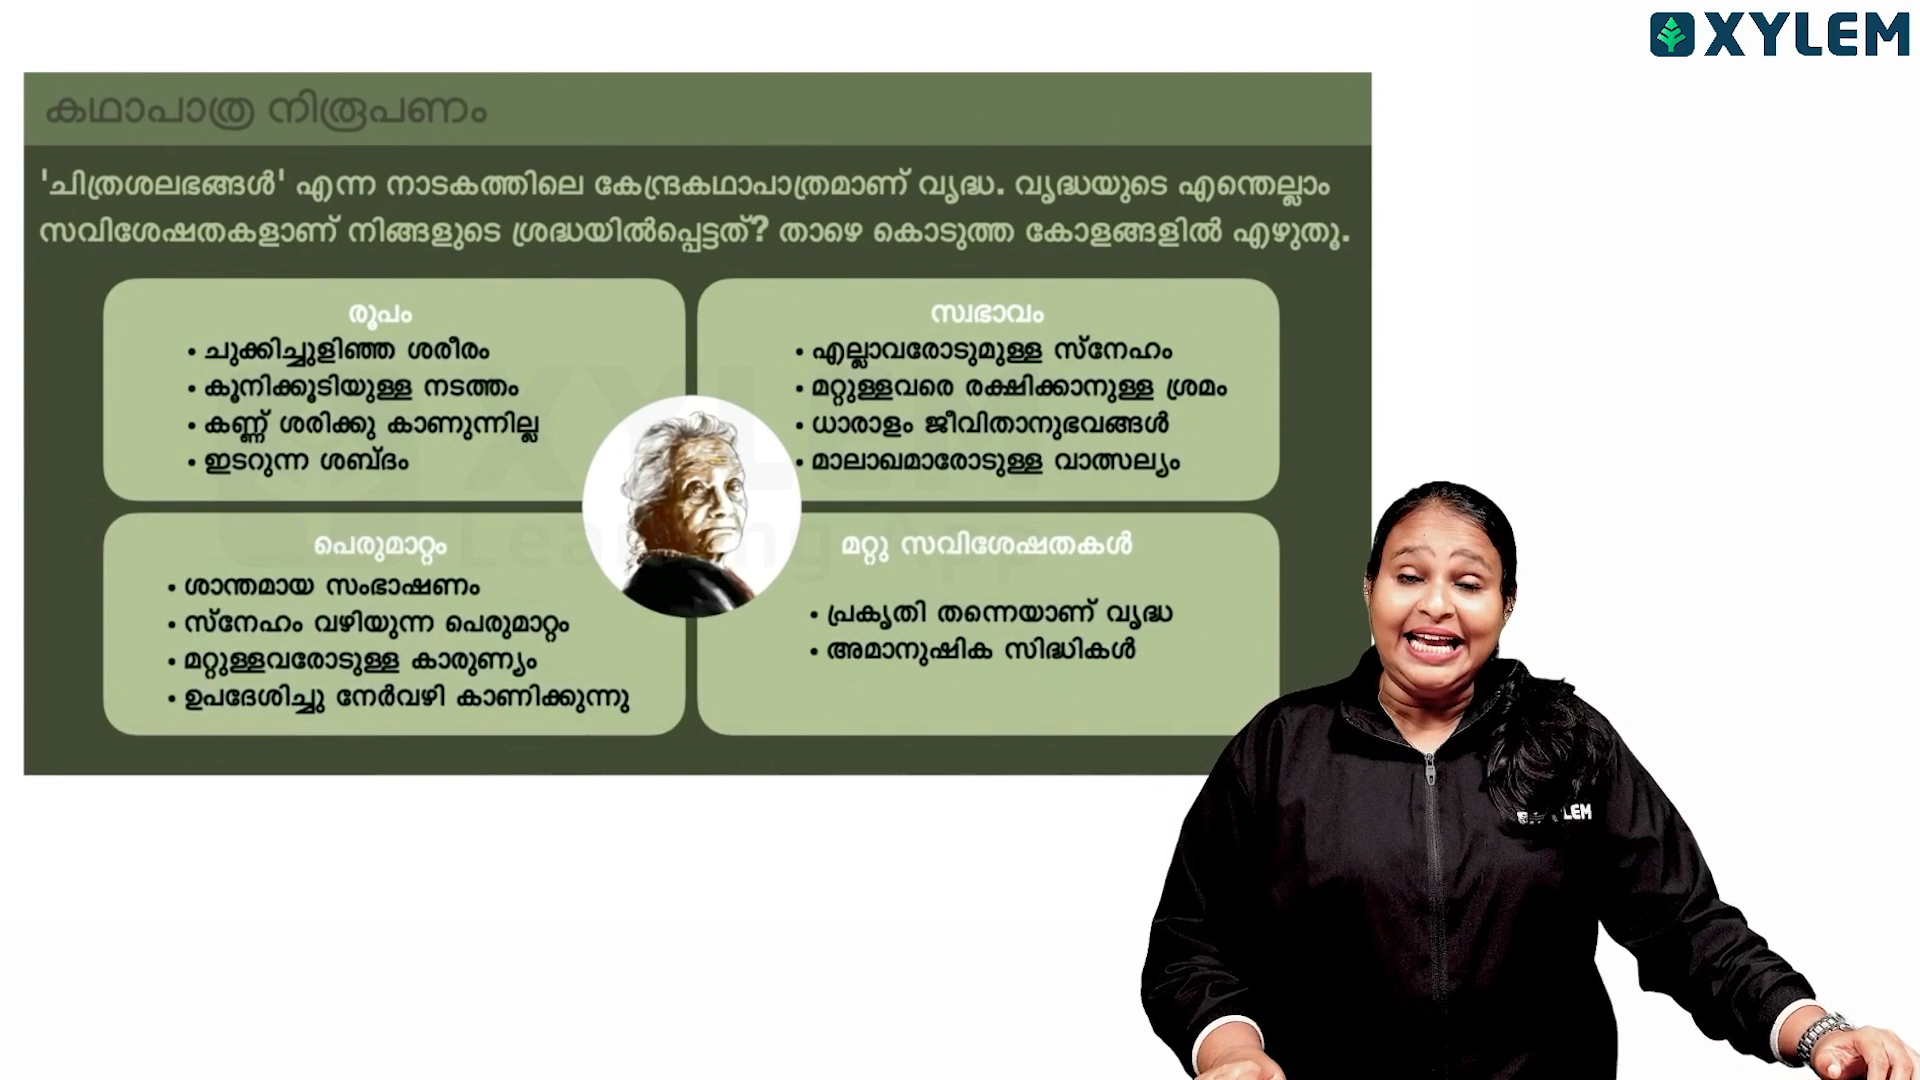 XYLEM
കഥാപാത്ര നിരൂപണം
'ചിത്രശലഭങ്ങൾ' എന്ന നാടകത്തിലെ കേന്ദ്രകഥാപാത്രമാണ് വൃദ്ധ. വൃദ്ധയുടെ എന്തെല്ലാം
സവിശേഷതകളാണ് നിങ്ങളുടെ ശ്രദ്ധയിൽപ്പെട്ടത്? താഴെ കൊടുത്ത കോളങ്ങളിൽ എഴുതൂ.
രൂപം
• ചുക്കിച്ചുളിഞ്ഞ ശരീരം
• കൂനിക്കൂടിയുള്ള നടത്തം
• കണ്ണ് ശരിക്കു കാണുന്നില്ല
• ഇടറുന്ന ശബ്ദം
സ്വഭാവം
• എല്ലാവരോടുമുള്ള സ്നേഹം
• മറ്റുള്ളവരെ രക്ഷിക്കാനുള്ള ശ്രമം
• ധാരാളം ജീവിതാനുഭവങ്ങൾ
• മാലാഖമാരോടുള്ള വാത്സല്യം
പെരുമാറ്റം
• ശാന്തമായ സംഭാഷണം
• സ്നേഹം വഴിയുന്ന പെരുമാറ്റം
• മറ്റുള്ളവരോടുള്ള കാരുണ്യം
• ഉപദേശിച്ചു നേർവഴി കാണിക്കുന്നു
മറ്റു സവിശേഷതകൾ
• പ്രകൃതി തന്നെയാണ് വൃദ്ധ
• അമാനുഷിക സിദ്ധികൾ